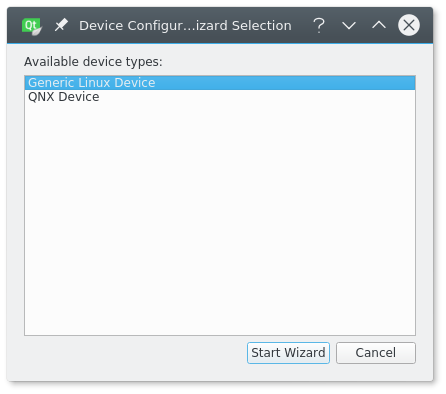 Qt Device Configur...izard Selection ?
Available device types:
Generic Linux Device
QNX Device
Start Wizard Cancel